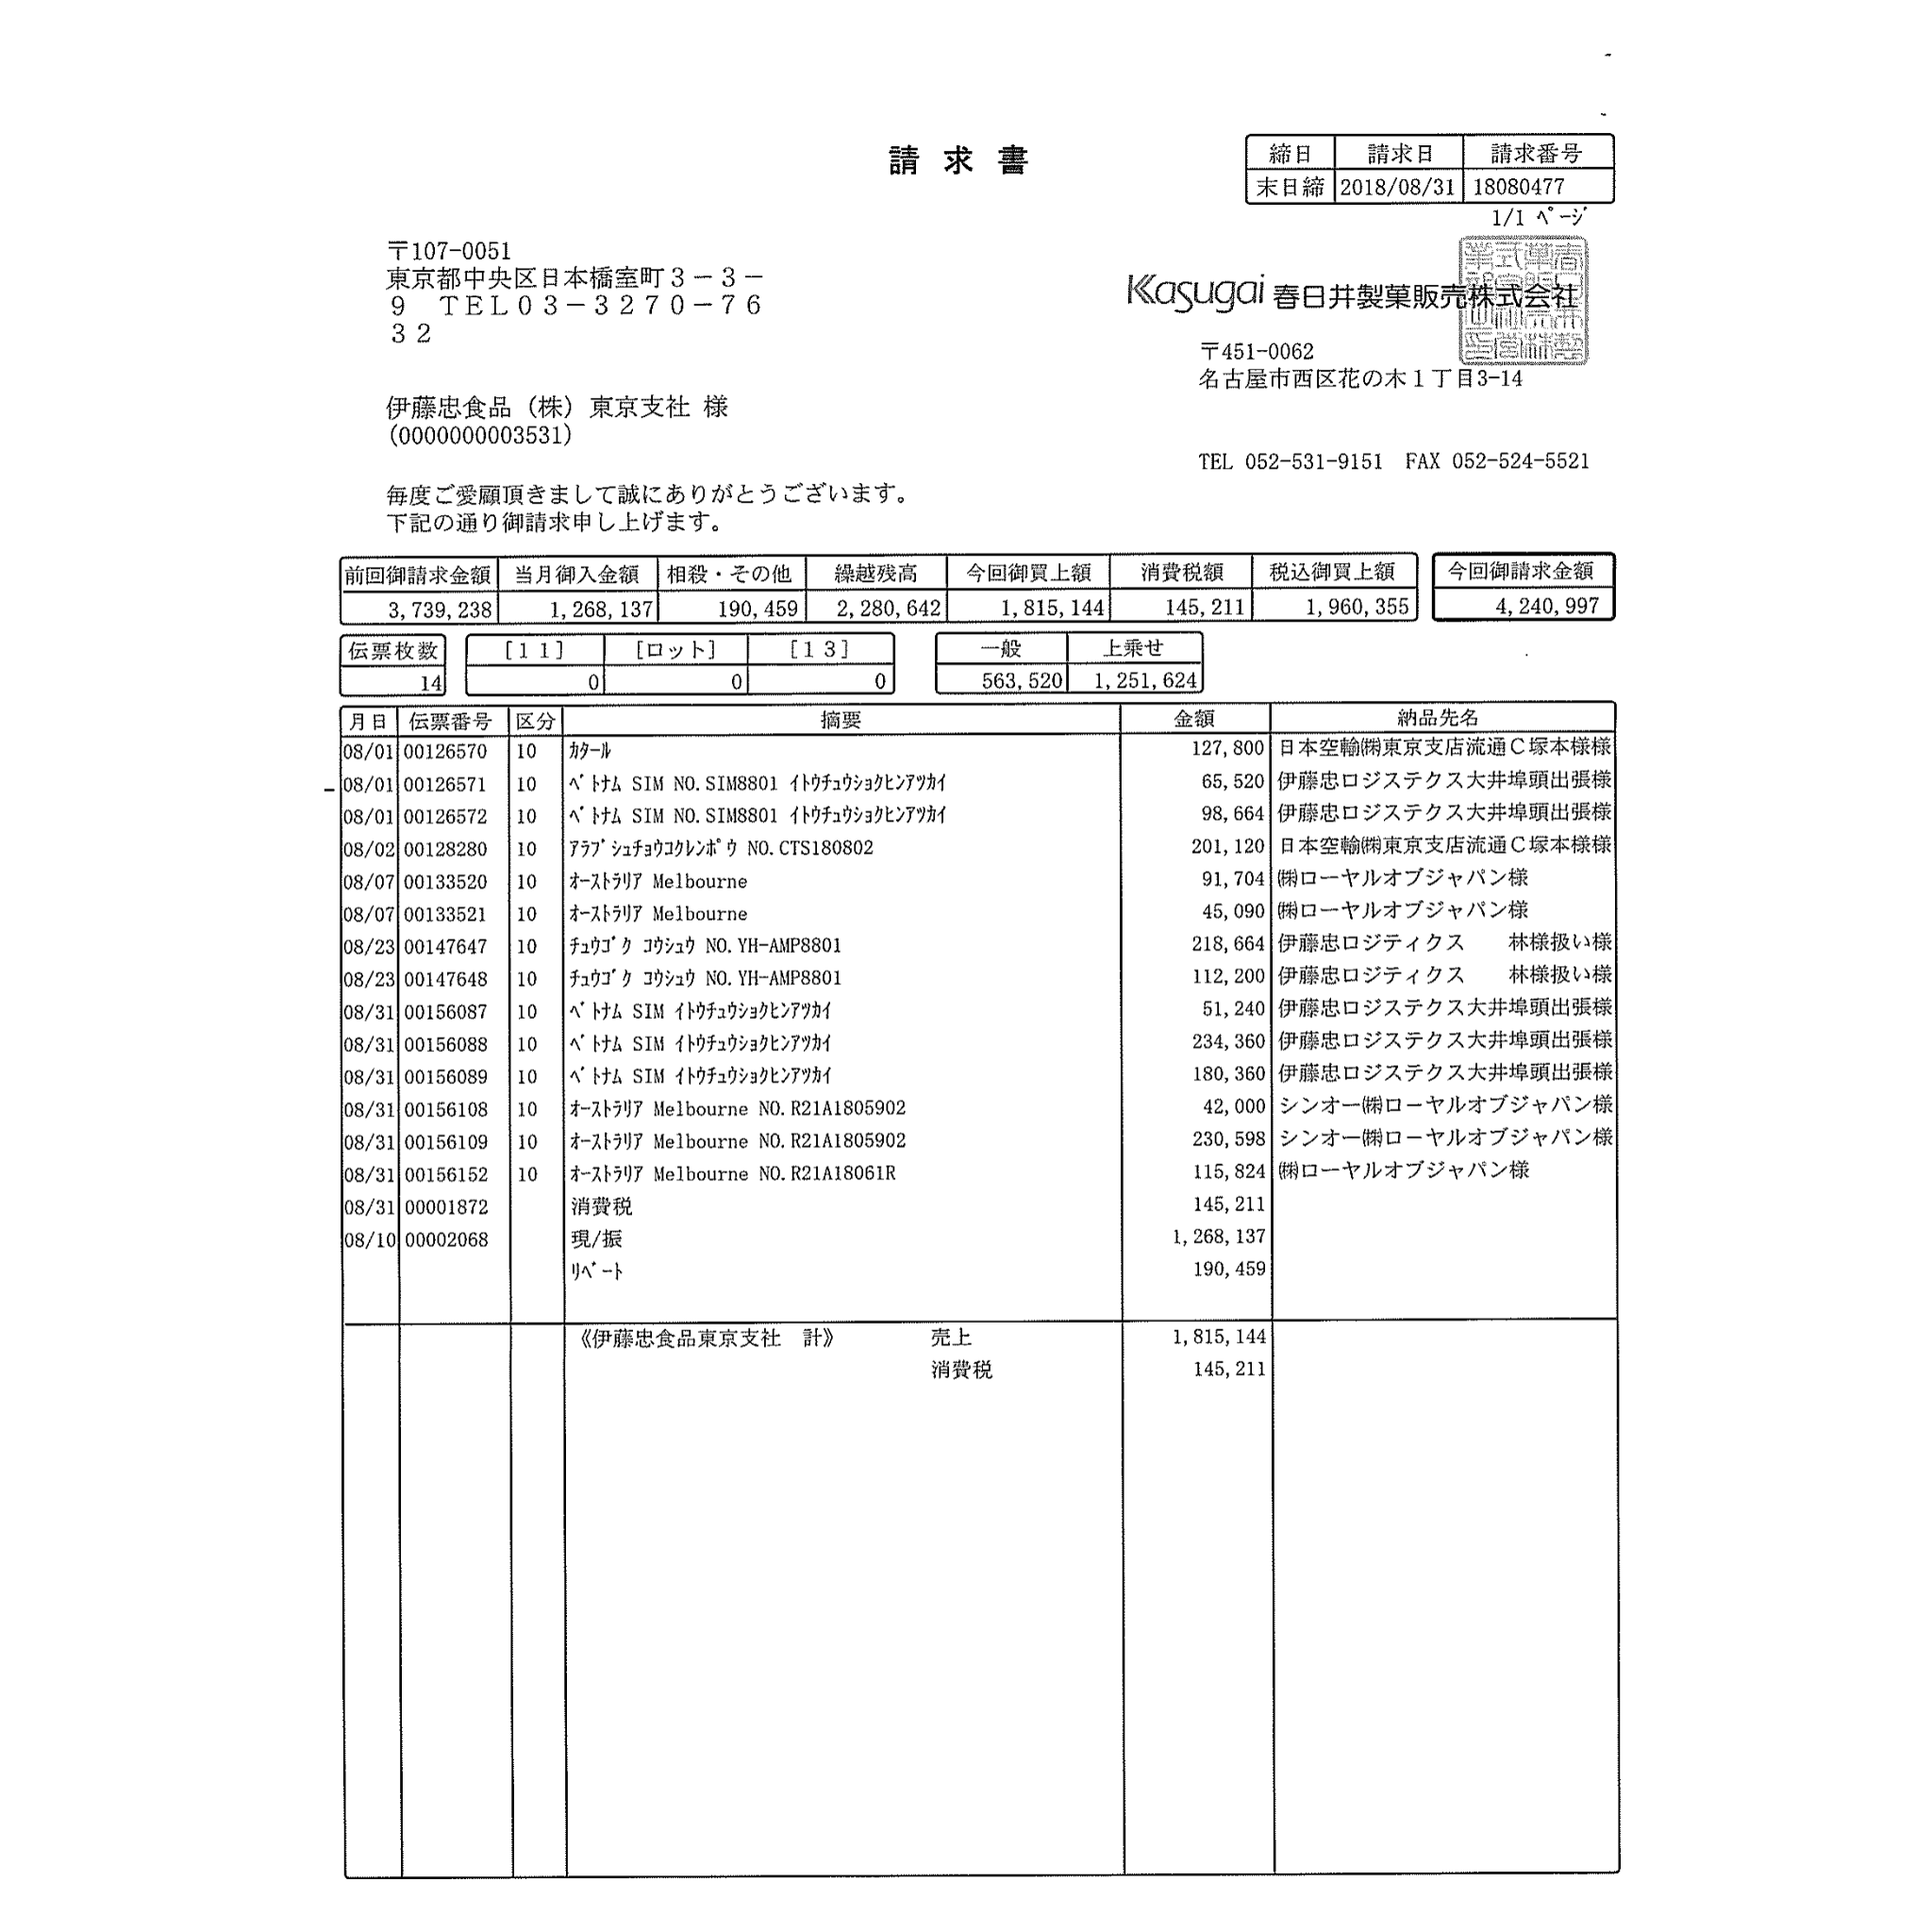 請求書
締日 請求日 請求番号
末日締 2018/08/31 18080477
1/1 ﾍﾟｰｼﾞ
〒107-0051
東京都中央区日本橋室町３－３－
９　ＴＥＬ０３－３２７０－７６
３２
Kasugai 春日井製菓販売株式会社
〒451-0062
名古屋市西区花の木１丁目3-14
伊藤忠食品（株）東京支社 様
(0000000003531)
TEL 052-531-9151 FAX 052-524-5521
毎度ご愛顧頂きまして誠にありがとうございます。
下記の通り御請求申し上げます。
前回御請求金額 当月御入金額 相殺・その他 繰越残高 今回御買上額 消費税額 税込御買上額 今回御請求金額
3,739,238 1,268,137 190,459 2,280,642 1,815,144 145,211 1,960,355 4,240,997
伝票枚数 [１１] [ロット] [１３] 一般 上乗せ
14 0 0 0 563,520 1,251,624
月日 伝票番号 区分 摘要 金額 納品先名
08/01 00126570 10 ｶﾀｰﾙ 127,800 日本空輸㈱東京支店流通Ｃ塚本様様
08/01 00126571 10 ﾍﾞﾄﾅﾑ SIM NO.SIM8801 ｲﾄｳﾁｭｳｼｮｸﾋﾝｱﾂｶｲ 65,520 伊藤忠ロジステクス大井埠頭出張様
08/01 00126572 10 ﾍﾞﾄﾅﾑ SIM NO.SIM8801 ｲﾄｳﾁｭｳｼｮｸﾋﾝｱﾂｶｲ 98,664 伊藤忠ロジステクス大井埠頭出張様
08/02 00128280 10 ｱﾗﾌﾞｼｭﾁｮｳｺｸﾚﾝﾎﾟｳ NO.CTS180802 201,120 日本空輸㈱東京支店流通Ｃ塚本様様
08/07 00133520 10 ｵｰｽﾄﾗﾘｱ Melbourne 91,704 ㈱ローヤルオブジャパン様
08/07 00133521 10 ｵｰｽﾄﾗﾘｱ Melbourne 45,090 ㈱ローヤルオブジャパン様
08/23 00147647 10 ﾁｭｳｺﾞｸ ｺｳｼｭｳ NO.YH-AMP8801 218,664 伊藤忠ロジティクス　　林様扱い様
08/23 00147648 10 ﾁｭｳｺﾞｸ ｺｳｼｭｳ NO.YH-AMP8801 112,200 伊藤忠ロジティクス　　林様扱い様
08/31 00156087 10 ﾍﾞﾄﾅﾑ SIM ｲﾄｳﾁｭｳｼｮｸﾋﾝｱﾂｶｲ 51,240 伊藤忠ロジステクス大井埠頭出張様
08/31 00156088 10 ﾍﾞﾄﾅﾑ SIM ｲﾄｳﾁｭｳｼｮｸﾋﾝｱﾂｶｲ 234,360 伊藤忠ロジステクス大井埠頭出張様
08/31 00156089 10 ﾍﾞﾄﾅﾑ SIM ｲﾄｳﾁｭｳｼｮｸﾋﾝｱﾂｶｲ 180,360 伊藤忠ロジステクス大井埠頭出張様
08/31 00156108 10 ｵｰｽﾄﾗﾘｱ Melbourne NO.R21A1805902 42,000 シンオー㈱ローヤルオブジャパン様
08/31 00156109 10 ｵｰｽﾄﾗﾘｱ Melbourne NO.R21A1805902 230,598 シンオー㈱ローヤルオブジャパン様
08/31 00156152 10 ｵｰｽﾄﾗﾘｱ Melbourne NO.R21A18061R 115,824 ㈱ローヤルオブジャパン様
08/31 00001872 消費税 145,211
08/10 00002068 現/振 1,268,137
ﾘﾍﾞｰﾄ 190,459
《伊藤忠食品東京支社　計》 売上 1,815,144
消費税 145,211